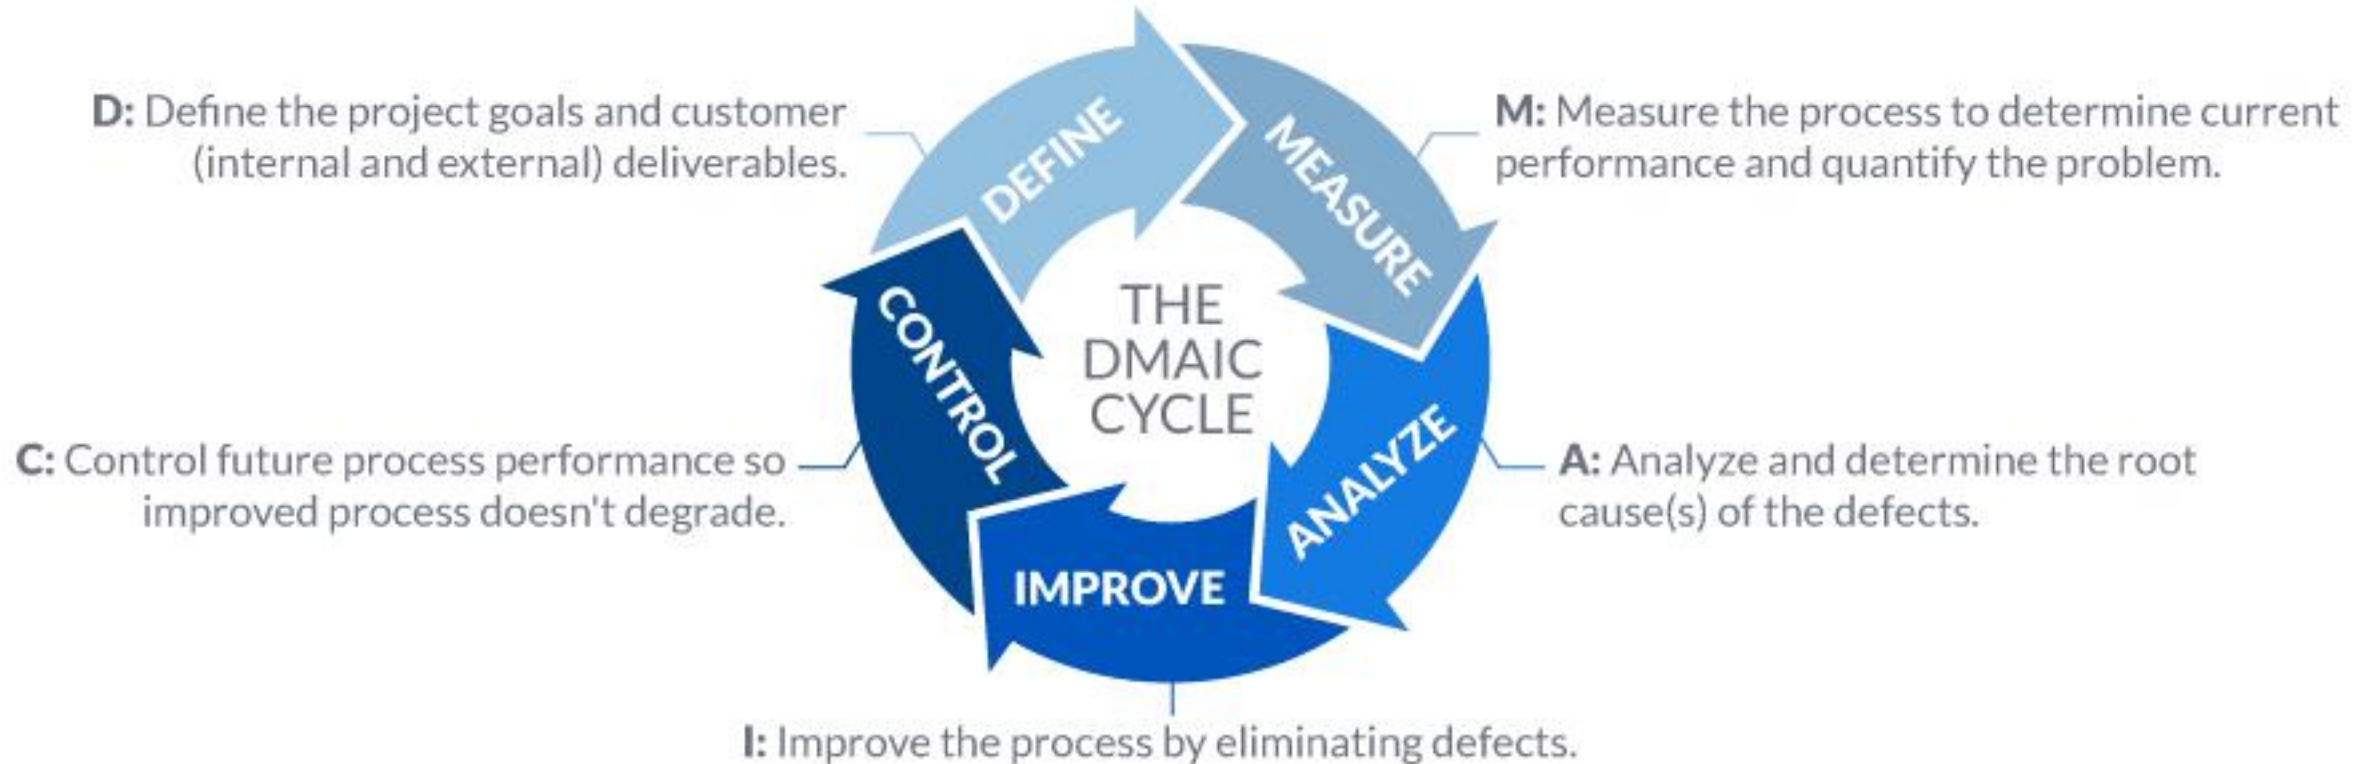 D: Define the project goals and customer
(internal and external) deliverables.
DEFINE
MEASURE
M: Measure the process to determine current
performance and quantify the problem.
THE
DMAIC
CYCLE
CONTROL
C: Control future process performance so
improved process doesn't degrade.
ANALYZE
A: Analyze and determine the root
cause(s) of the defects.
IMPROVE
I: Improve the process by eliminating defects.